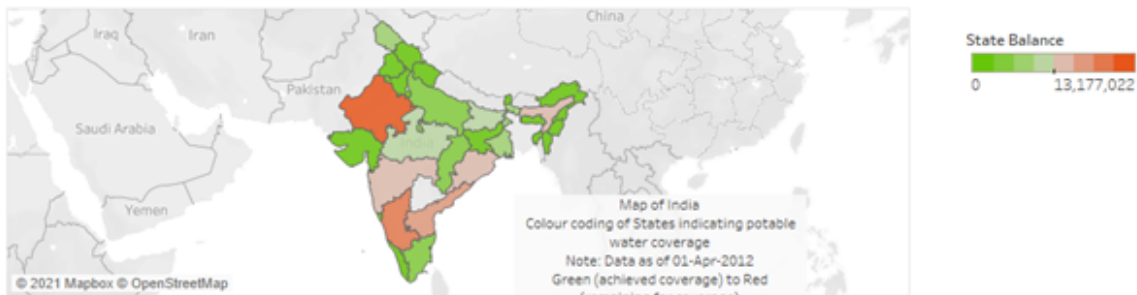 China
Iraq
Iran
Pakistan
Saudi Arabia
India
Yemen
State Balance
0 13,177,022
Map of India
Colour coding of States indicating potable
water coverage
Note: Data as of 01-Apr-2012
Green (achieved coverage) to Red
© 2021 Mapbox © OpenStreetMap